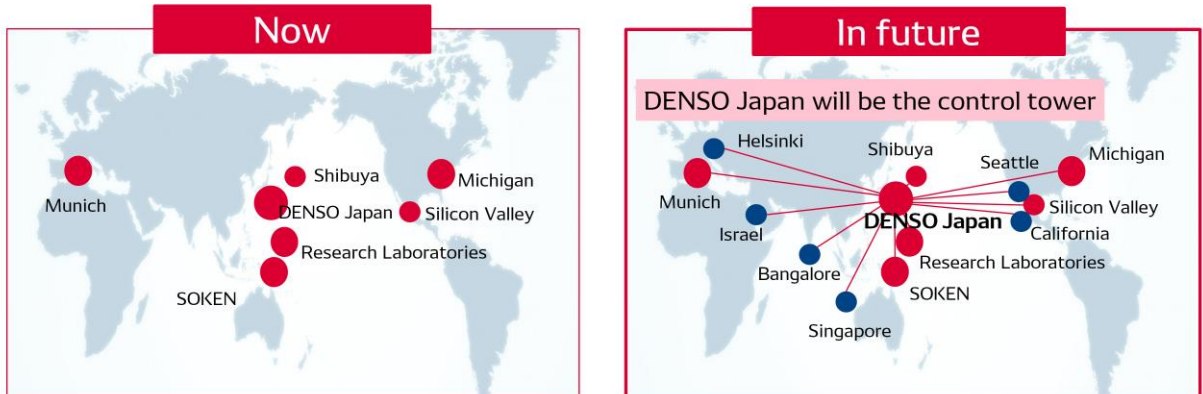 Now
Shibuya
Michigan
Munich
DENSO Japan
Silicon Valley
Research Laboratories
SOKEN
In future
DENSO Japan will be the control tower
Helsinki
Shibuya
Seattle
Michigan
Munich
Silicon Valley
DENSO Japan
Israel
California
Bangalore
Research Laboratories
SOKEN
Singapore